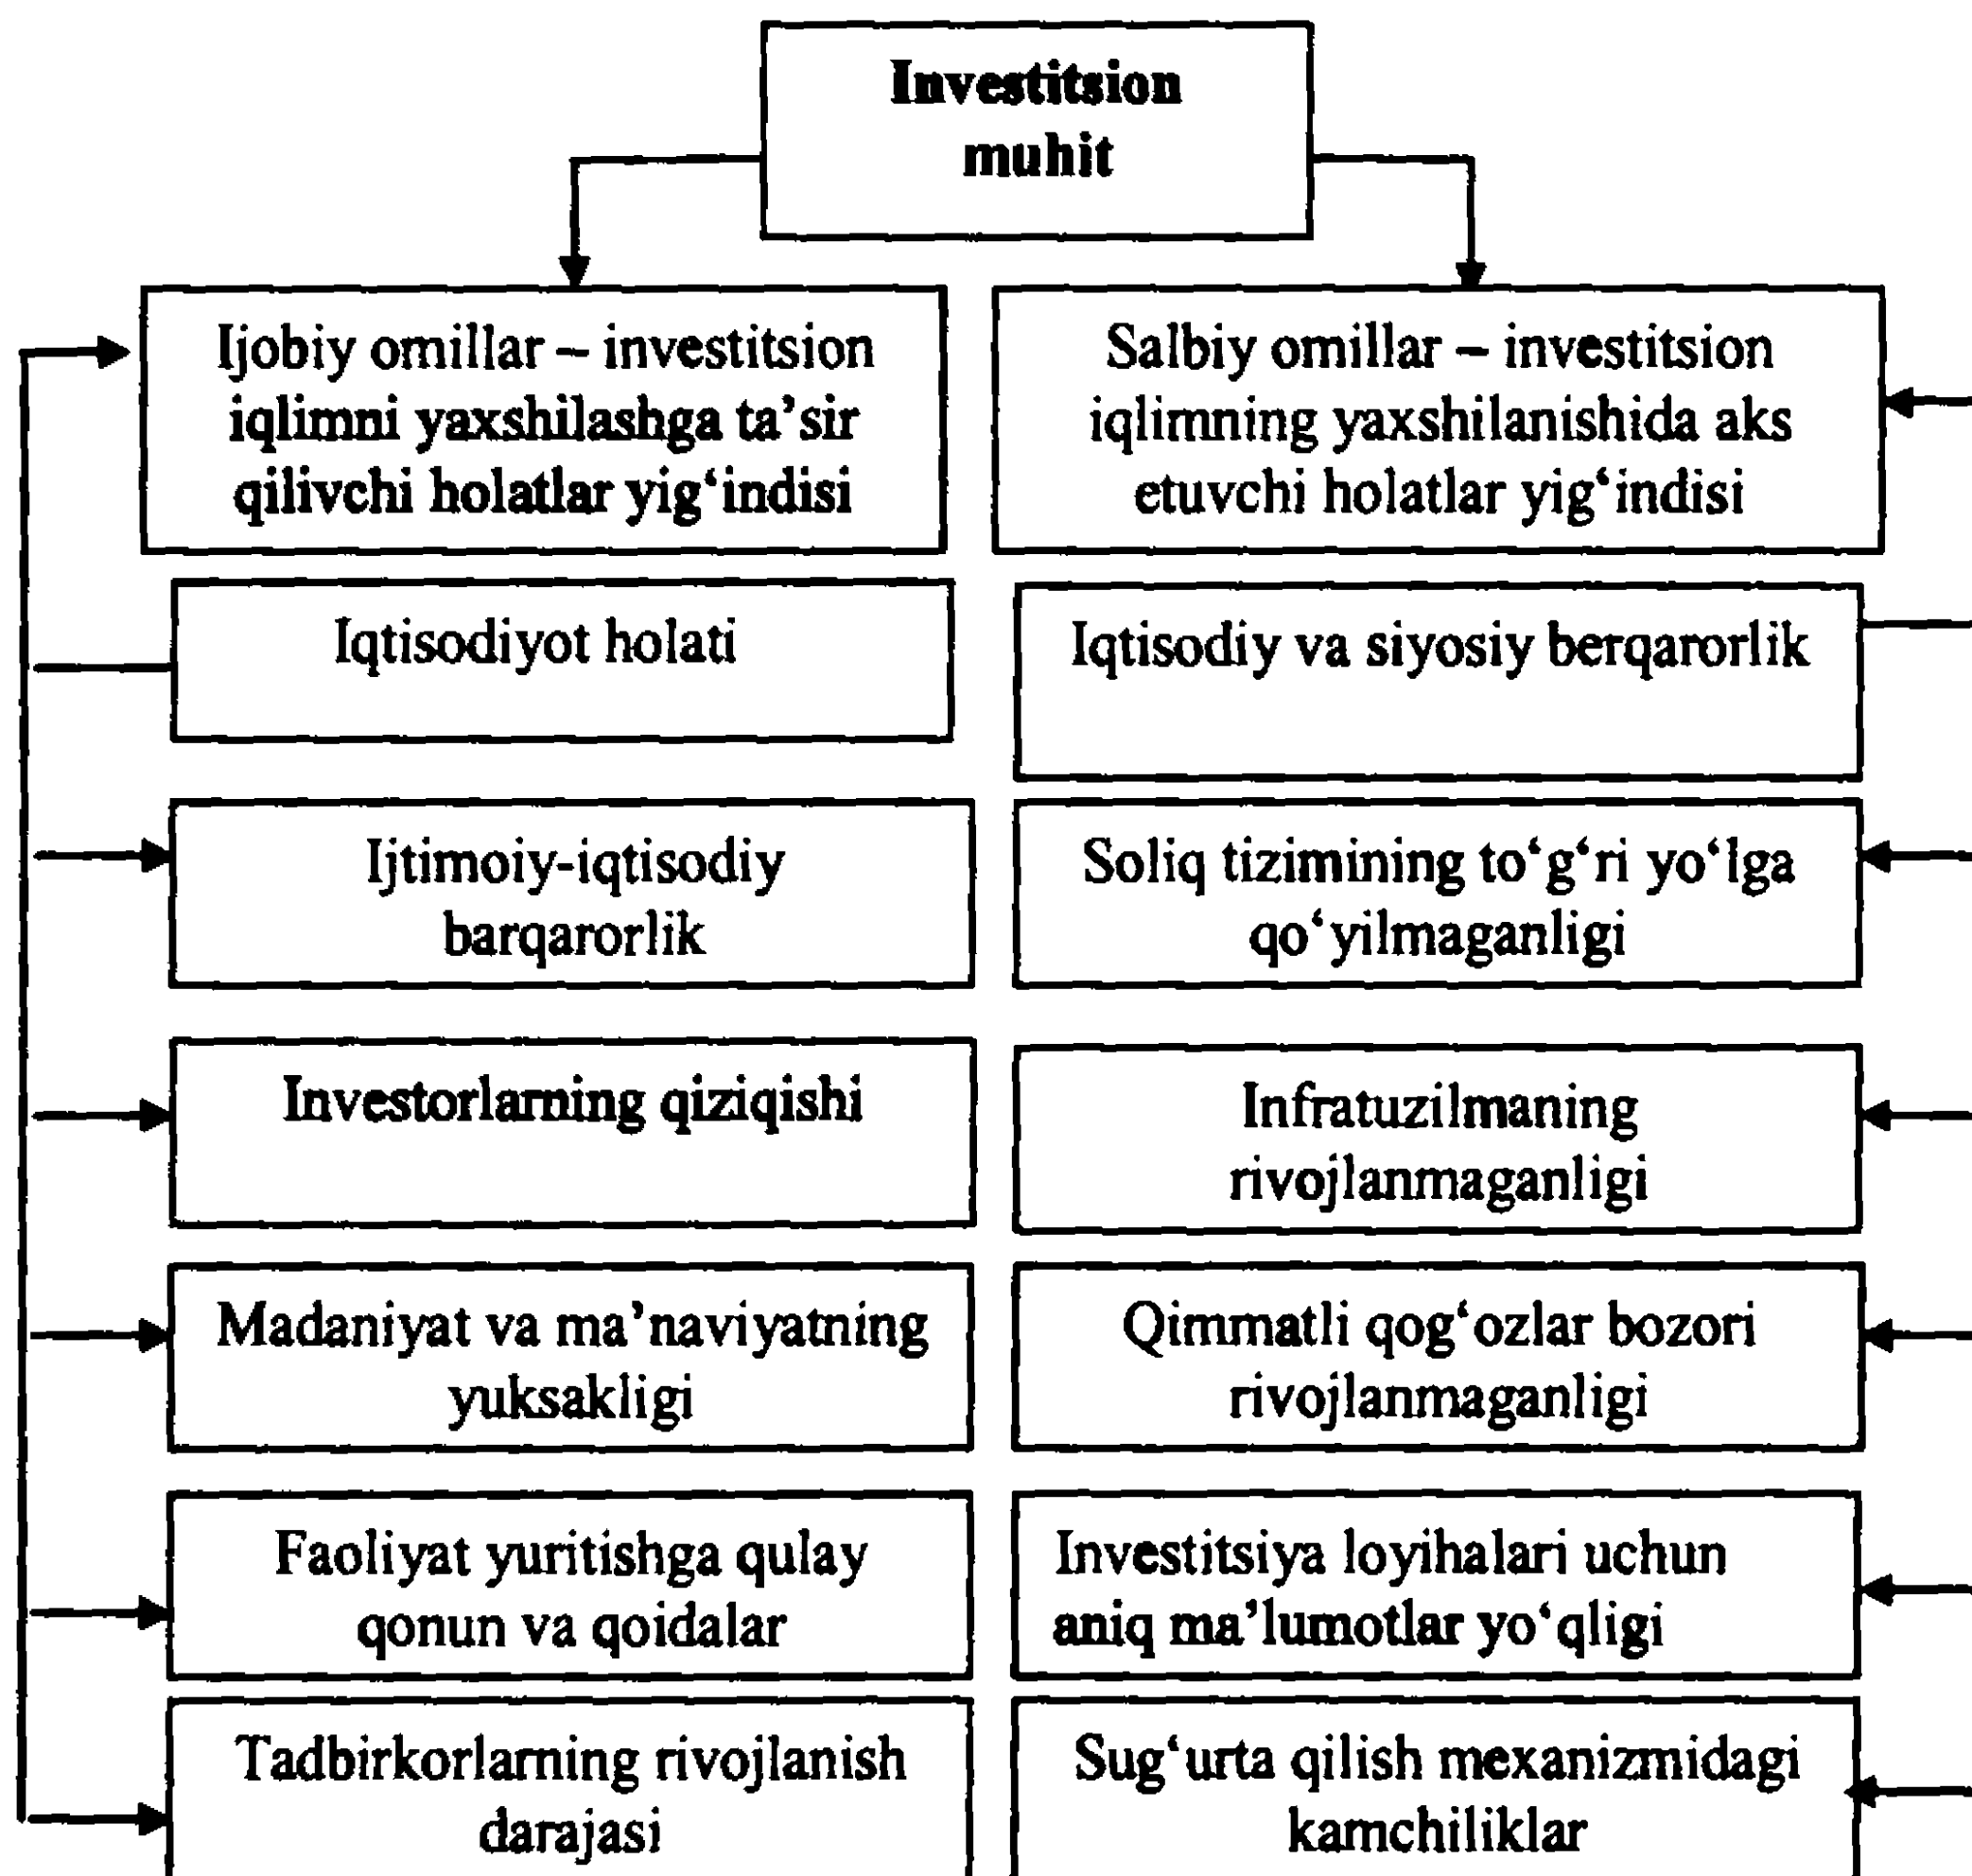 Investitsion
muhit
Ijobiy omillar – investitsion
iqlimni yaxshilashga ta’sir
qilivchi holatlar yig‘indisi
Salbiy omillar – investitsion
iqlimning yaxshilanishida aks
etuvchi holatlar yig‘indisi
Iqtisodiyot holati
Iqtisodiy va siyosiy berqarorlik
Ijtimoiy-iqtisodiy
barqarorlik
Soliq tizimining to‘g‘ri yo‘lga
qo‘yilmaganligi
Investorlarning qiziqishi
Infratuzilmaning
rivojlanmaganligi
Madaniyat va ma’naviyatning
yuksakligi
Qimmatli qog‘ozlar bozori
rivojlanmaganligi
Faoliyat yuritishga qulay
qonun va qoidalar
Investitsiya loyihalari uchun
aniq ma’lumotlar yo‘qligi
Tadbirkorlarning rivojlanish
darajasi
Sug‘urta qilish mexanizmidagi
kamchiliklar